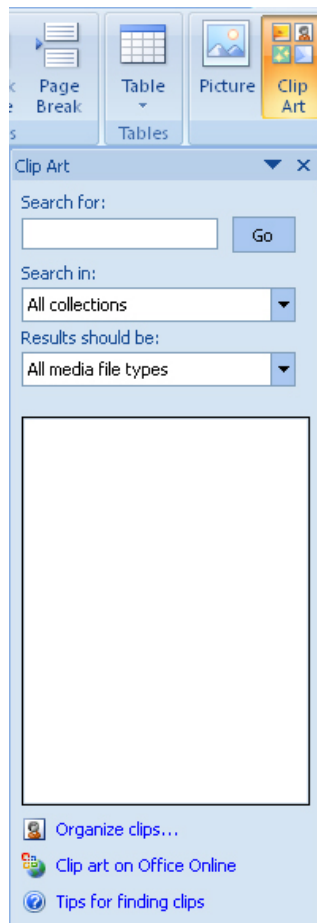 Page
Break
Table
Picture
Clip
Art
Tables
Clip Art
Search for:
Go
Search in:
All collections
Results should be:
All media file types
Organize clips...
Clip art on Office Online
Tips for finding clips